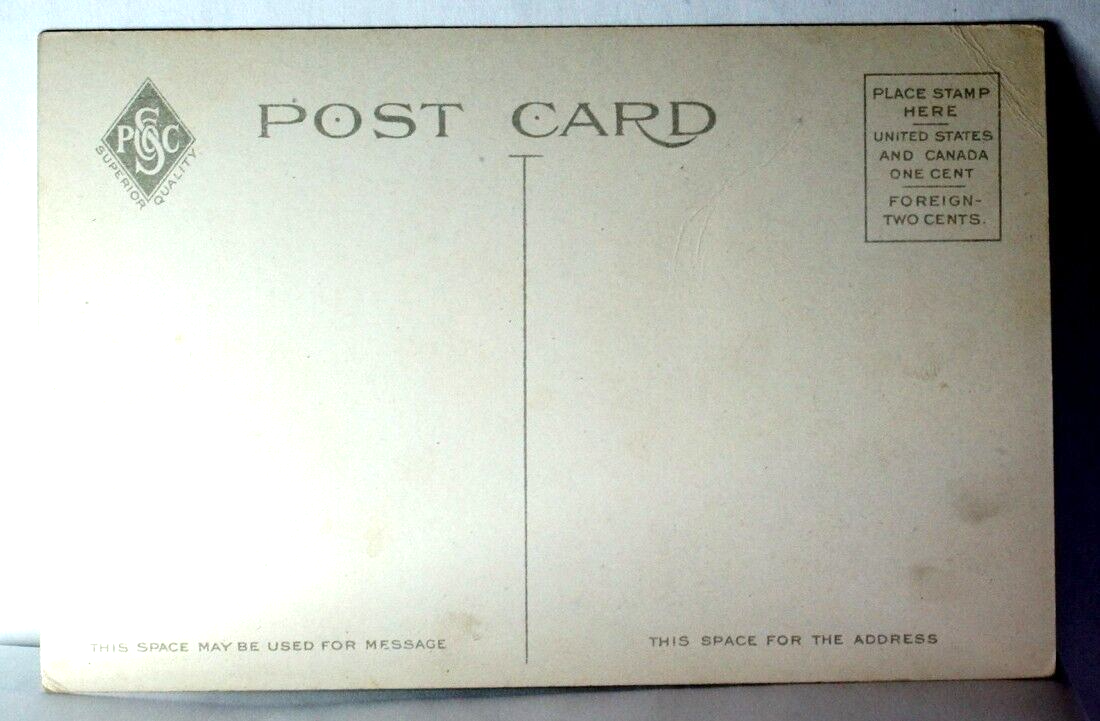 POST CARD
PCSC
SUPERIOR QUALITY
PLACE STAMP
HERE
UNITED STATES
AND CANADA
ONE CENT
FOREIGN-
TWO CENTS.
THIS SPACE MAY BE USED FOR MESSAGE
THIS SPACE FOR THE ADDRESS